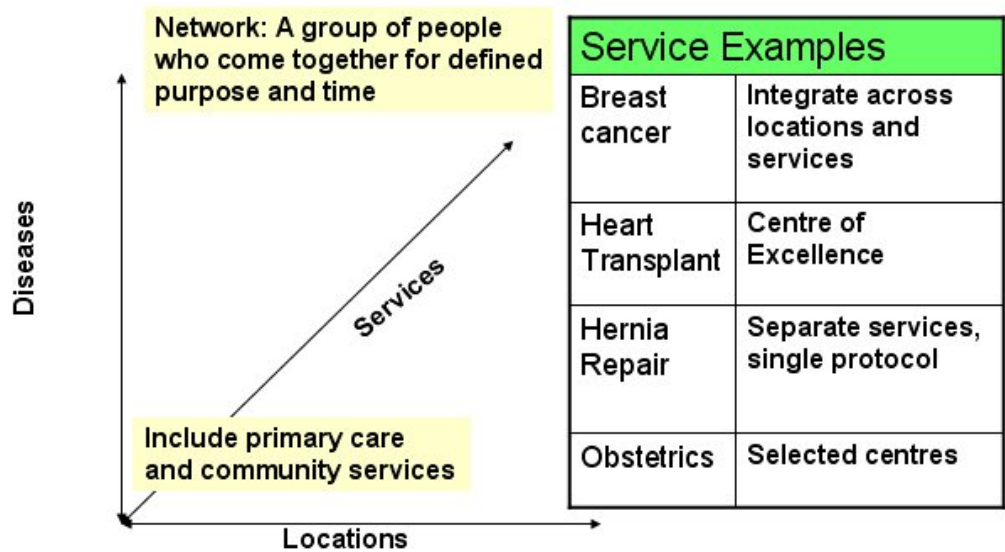 Network: A group of people
who come together for defined
purpose and time
Diseases
Services
Include primary care
and community services
Locations
Service Examples
Breast
cancer
Integrate across
locations and
services
Heart
Transplant
Centre of
Excellence
Hernia
Repair
Separate services,
single protocol
Obstetrics
Selected centres